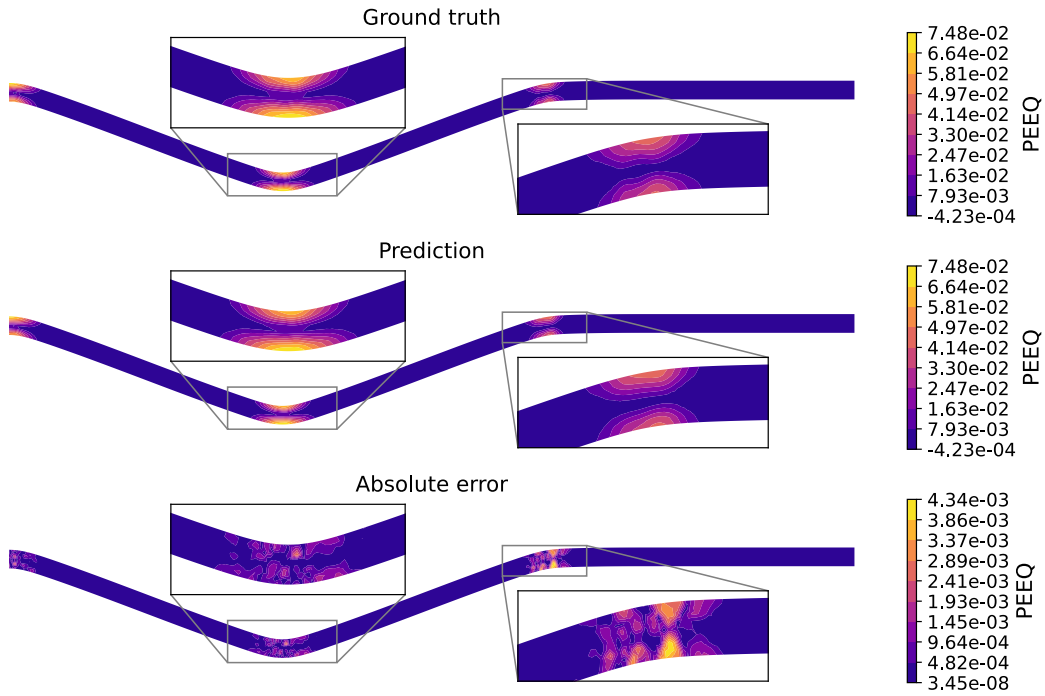 Ground truth
7.48e-02
6.64e-02
5.81e-02
4.97e-02
4.14e-02
3.30e-02
2.47e-02
1.63e-02
7.93e-03
-4.23e-04
PEEQ
Prediction
7.48e-02
6.64e-02
5.81e-02
4.97e-02
4.14e-02
3.30e-02
2.47e-02
1.63e-02
7.93e-03
-4.23e-04
PEEQ
Absolute error
4.34e-03
3.86e-03
3.37e-03
2.89e-03
2.41e-03
1.93e-03
1.45e-03
9.64e-04
4.82e-04
3.45e-08
PEEQ